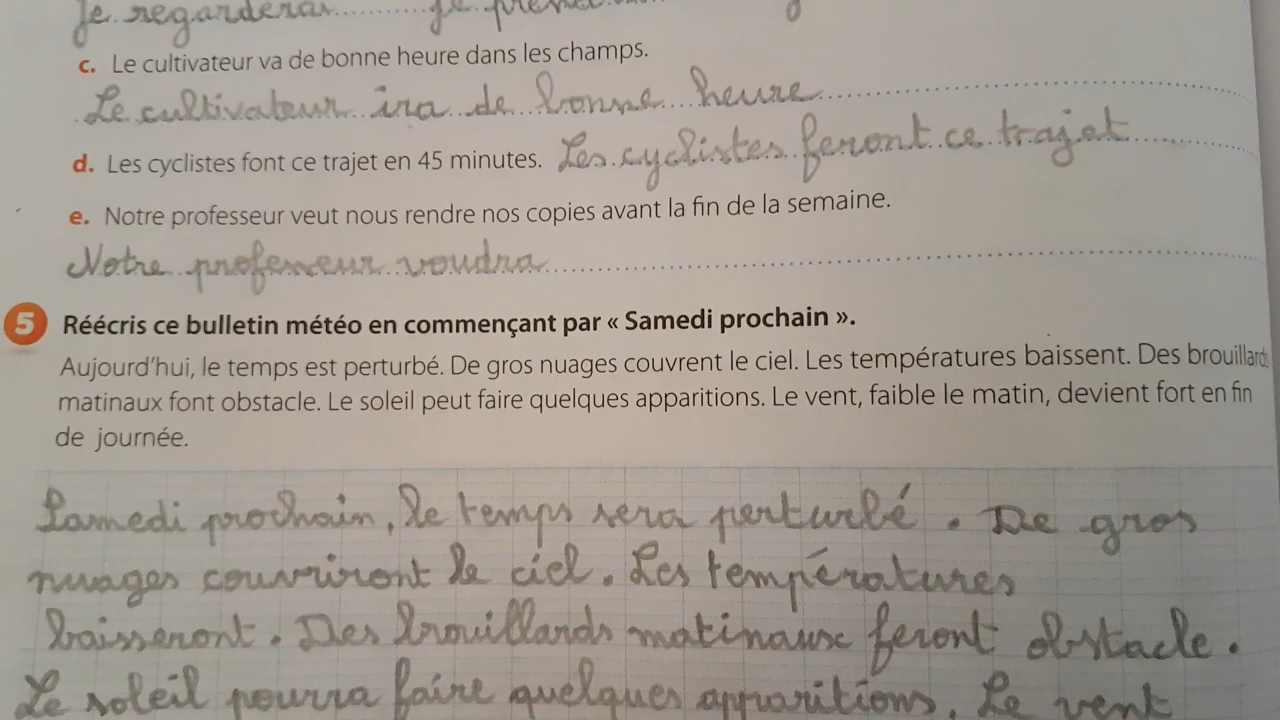 Je regarderai ........ je prend
c. Le cultivateur va de bonne heure dans les champs.
Le cultivateur ira de bonne heure
d. Les cyclistes font ce trajet en 45 minutes. Les cyclistes feront ce trajet
e. Notre professeur veut nous rendre nos copies avant la fin de la semaine.
Notre professeur voudra
5 Réécris ce bulletin météo en commençant par « Samedi prochain ».
Aujourd'hui, le temps est perturbé. De gros nuages couvrent le ciel. Les températures baissent. Des brouillards
matinaux font obstacle. Le soleil peut faire quelques apparitions. Le vent, faible le matin, devient fort en fin
de journée.
Samedi prochain, le temps sera perturbé. De gros
nuages couvriront le ciel. Les températures
baisseront. Des brouillards matinaux feront obstacle.
Le soleil pourra faire quelques apparitions. Le vent